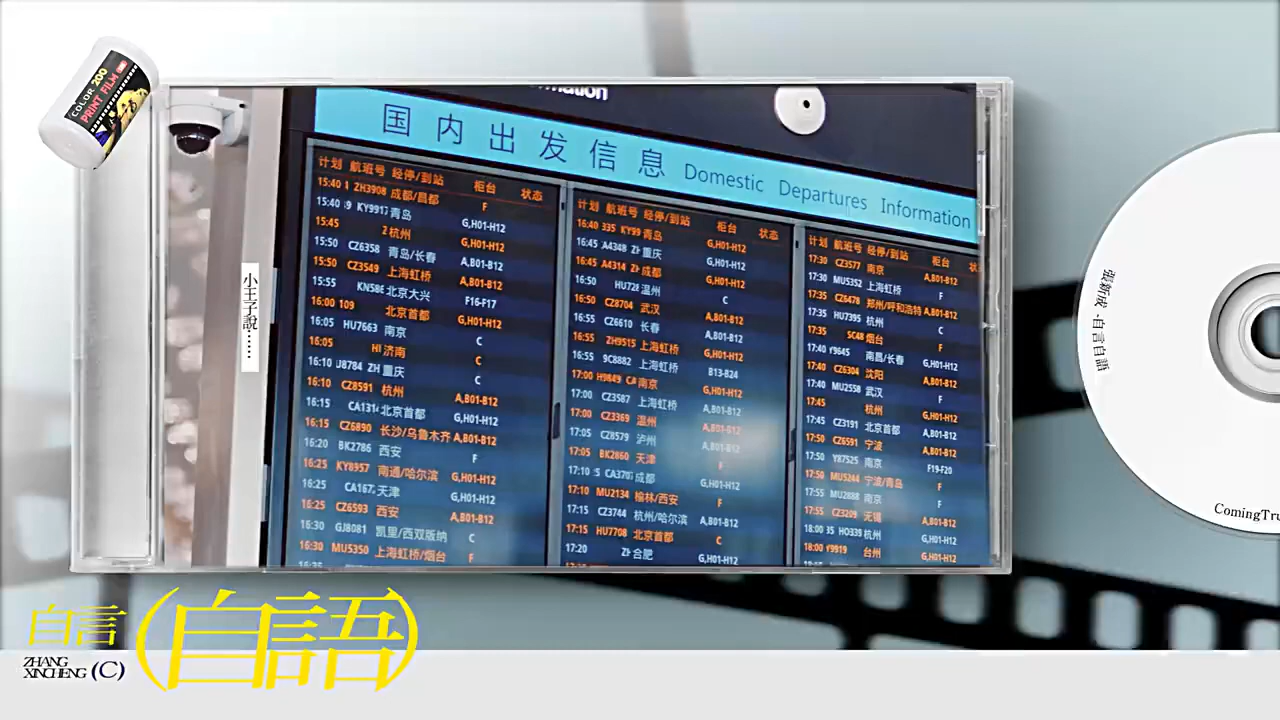 COLOR 200
PRINT FILM
国内出发信息 Domestic Departures Information
计划 航班号 经停/到站 柜台 状态
15:40 ZH3908 成都/昌都 F
15:40 KY9917 青岛 G,H01-H12
15:45 杭州 G,H01-H12
15:50 CZ6358 青岛/长春 A,B01-B12
15:50 CZ3549 上海虹桥 A,B01-B12
15:55 KN586 北京大兴 F16-F17
16:00 109 北京首都 G,H01-H12
16:05 HU7663 南京 C
16:05 济南 C
16:10 U8784 ZH 重庆 C
16:10 CZ8591 杭州 A,B01-B12
16:15 CA131 北京首都 G,H01-H12
16:15 CZ6890 长沙/乌鲁木齐 A,B01-B12
16:20 BK2786 西安 F
16:25 KY8957 南通/哈尔滨 G,H01-H12
16:25 CA167 天津 G,H01-H12
16:25 CZ6593 西安 A,B01-B12
16:30 GJ8081 凯里/西双版纳 C
16:30 MU5350 上海虹桥/烟台 F
计划 航班号 经停/到站 柜台 状态
16:40 335 KY99 青岛 G,H01-H12
16:45 A4348 重庆 G,H01-H12
16:45 A4314 成都 G,H01-H12
16:50 HU728 温州 C
16:50 CZ8704 武汉 A,B01-B12
16:55 CZ6610 长春 A,B01-B12
16:55 ZH9515 上海虹桥 G,H01-H12
16:55 9C8882 上海虹桥 B13-B24
17:00 南京 G,H01-H12
17:00 CZ3587 上海虹桥 A,B01-B12
17:00 CZ3369 温州 A,B01-B12
17:05 CZ8579 泸州 A,B01-B12
17:05 BK2860 天津 F
17:10 CA370 成都 G,H01-H12
17:10 MU2134 榆林/西安 F
17:15 CZ3744 杭州/哈尔滨 A,B01-B12
17:15 HU7708 北京首都 C
17:20 合肥 G,H01-H12
计划 航班号 经停/到站 柜台
17:30 CZ3577 南京 A,B01-B12
17:30 MU5352 上海虹桥 F
17:35 CZ6478 郑州/呼和浩特 A,B01-B12
17:35 HU7395 杭州 C
17:35 SC48 烟台 F
17:40 Y9645 南昌/长春 G,H01-H12
17:40 CZ6304 沈阳 A,B01-B12
17:40 MU2558 武汉 F
17:45 杭州 G,H01-H12
17:45 CZ3191 北京首都 A,B01-B12
17:50 CZ6591 宁波 A,B01-B12
17:50 Y87525 南京 F19-F20
17:50 MU5244 宁波/青岛 F
17:55 MU2888 南京 F
17:55 CZ3209 无锡 A,B01-B12
18:00 35 HO339 杭州 G,H01-H12
18:00 Y9919 台州 G,H01-H12
小王子說……
張新成·自言自語
ComingTru
自言(自語)
ZHANG
XINCHENG (C)